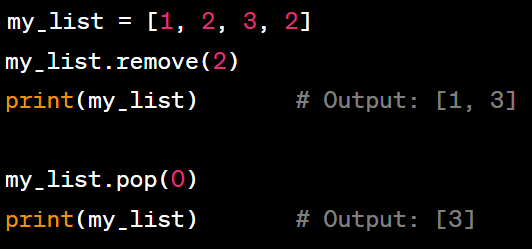 my_list = [1, 2, 3, 2]
my_list.remove(2)
print(my_list)       # Output: [1, 3]
my_list.pop(0)
print(my_list)       # Output: [3]